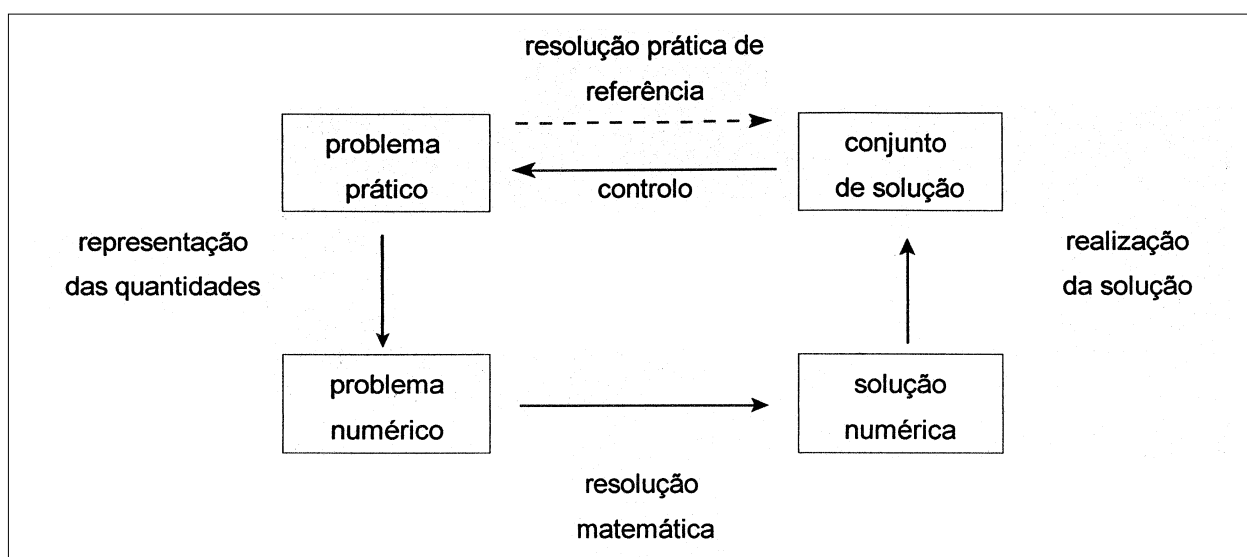 resolução prática de
referência
problema
prático
conjunto
de solução
controlo
representação
das quantidades
realização
da solução
problema
numérico
solução
numérica
resolução
matemática